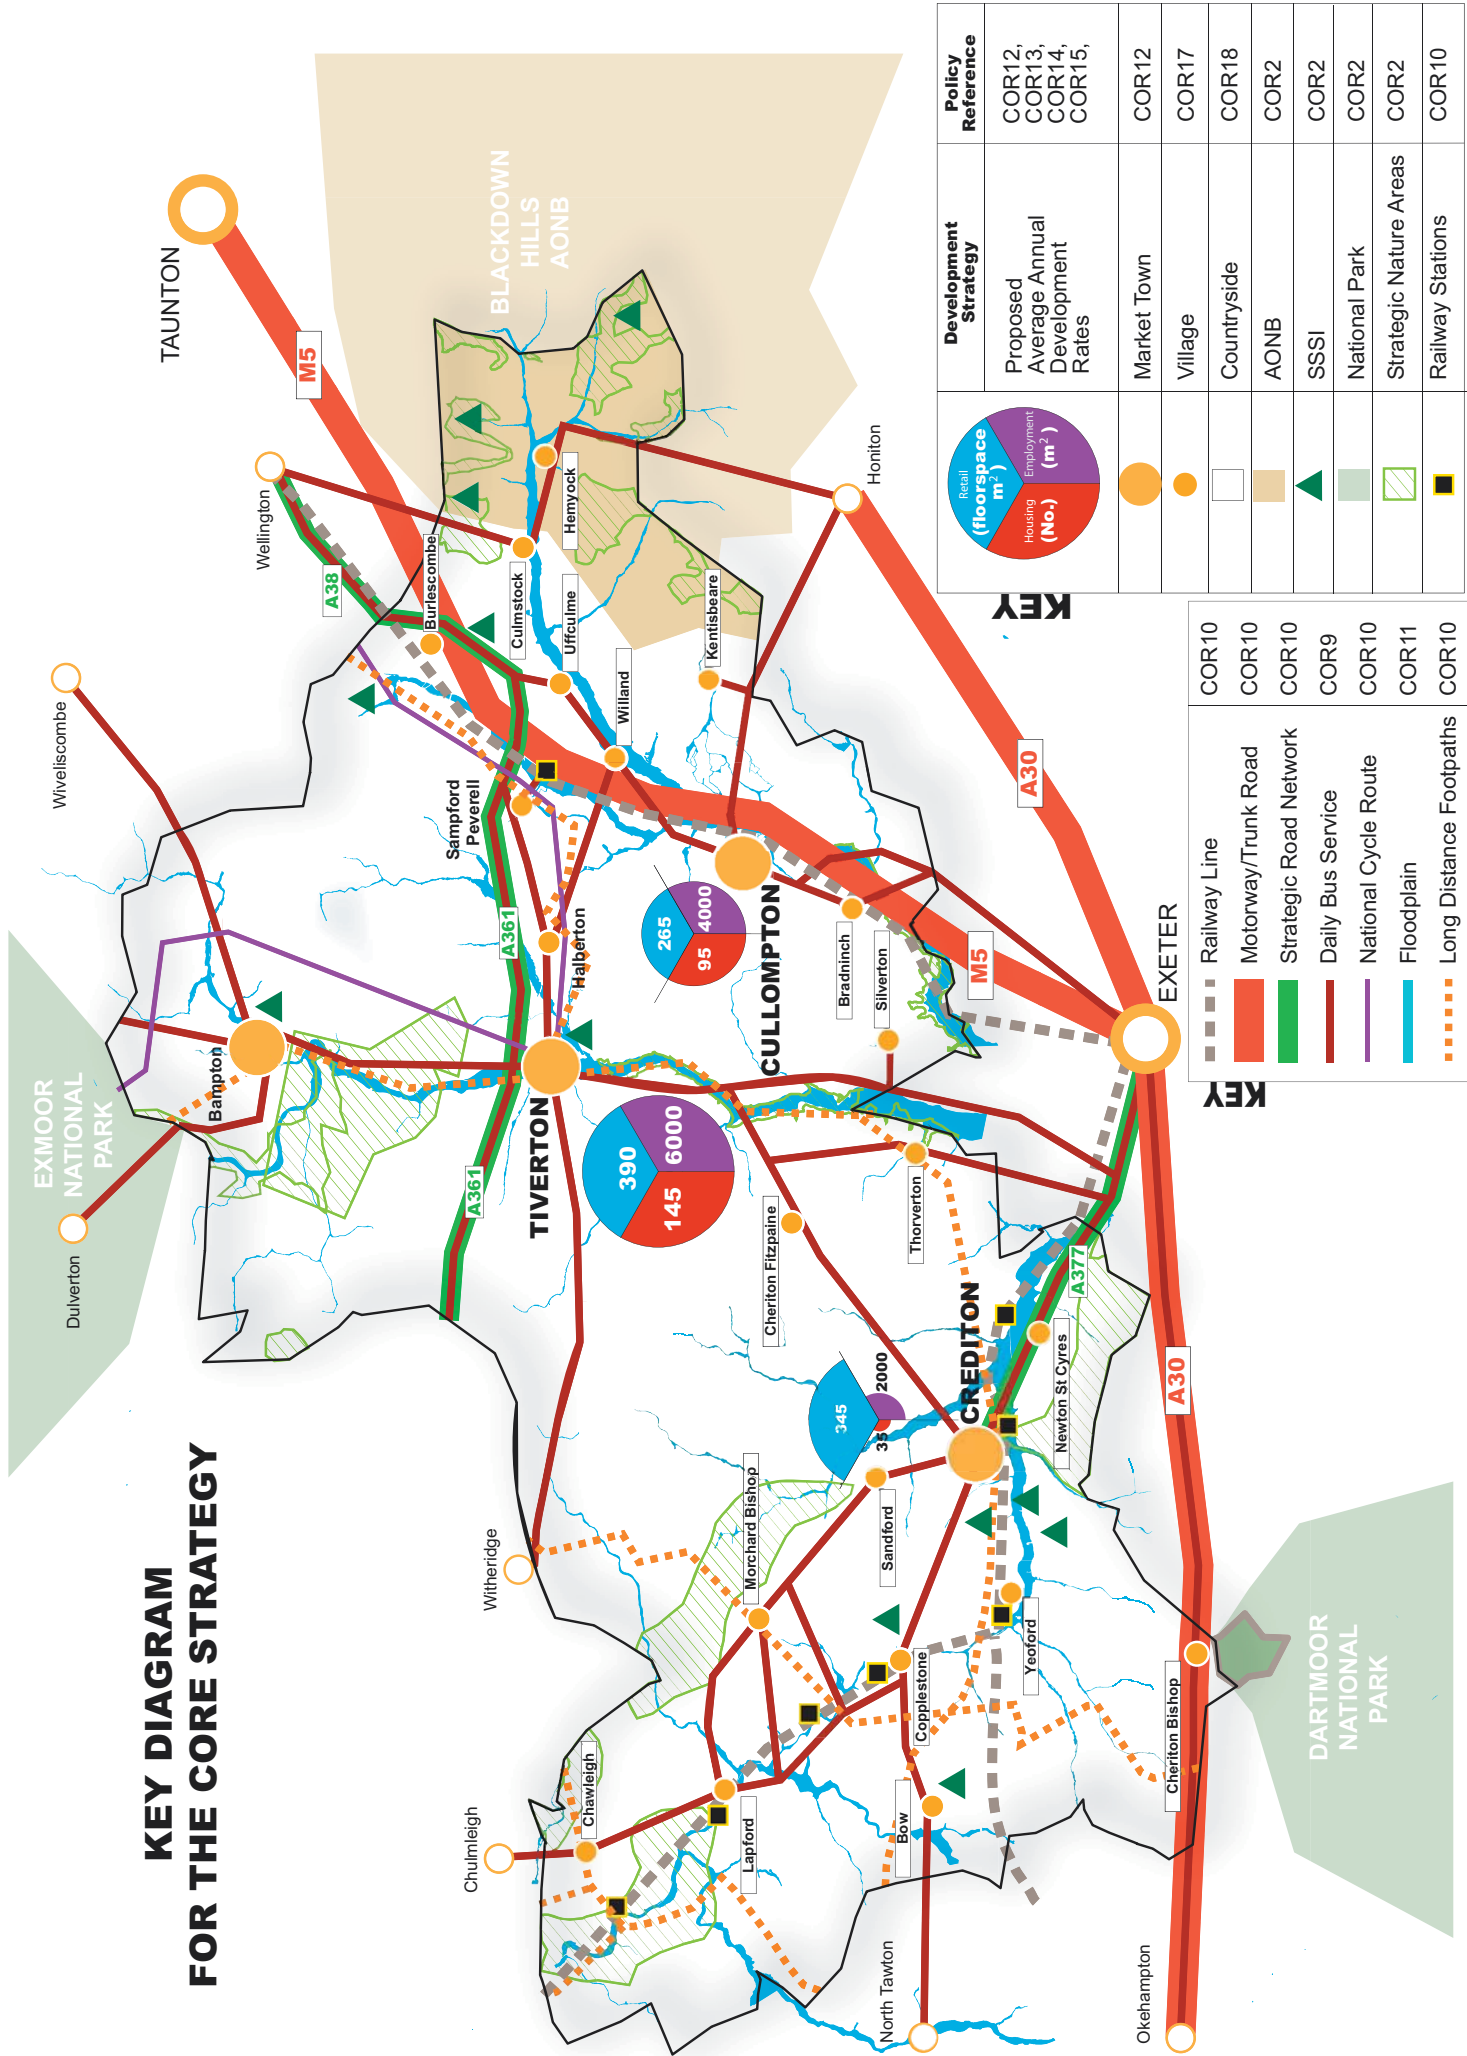 KEY DIAGRAM
FOR THE CORE STRATEGY
EXMOOR
NATIONAL
PARK
Dulverton
Wiveliscombe
TAUNTON
Wellington
M5
A38
BLACKDOWN
HILLS
AONB
Bampton
Burlescombe
Culmstock
Hemyock
Uffculme
Kentisbeare
Willand
Honiton
Sampford
Peverell
A361
A361
Halberton
TIVERTON
390
145
6000
265
95
4000
CULLOMPTON
Bradninch
Silverton
M5
A30
EXETER
Witheridge
Cheriton Fitzpaine
Thorverton
345
35
2000
CREDITON
A377
Newton St Cyres
A30
Morchard Bishop
Sandford
Chulmleigh
Chawleigh
Lapford
Copplestone
Yeoford
Bow
Cheriton Bishop
North Tawton
Okehampton
DARTMOOR
NATIONAL
PARK
KEY
Development
Strategy
Policy
Reference
Retail
(floorspace
m²)
Housing
(No.)
Employment
(m²)
Proposed
Average Annual
Development
Rates
COR12,
COR13,
COR14,
COR15,
Market Town COR12
Village COR17
Countryside COR18
AONB COR2
SSSI COR2
National Park COR2
Strategic Nature Areas COR2
Railway Stations COR10
KEY
Railway Line COR10
Motorway/Trunk Road COR10
Strategic Road Network COR10
Daily Bus Service COR9
National Cycle Route COR10
Floodplain COR11
Long Distance Footpaths COR10